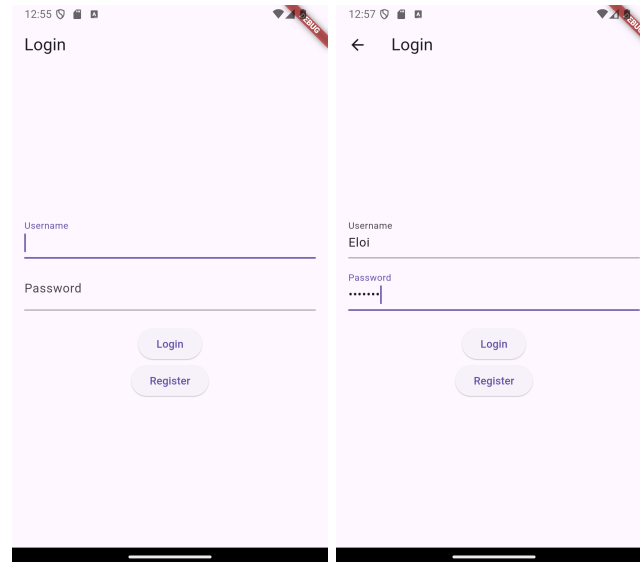 12:55
Login
Username
Password
Login
Register
12:57
Login
Username
Eloi
Password
•••••••
Login
Register